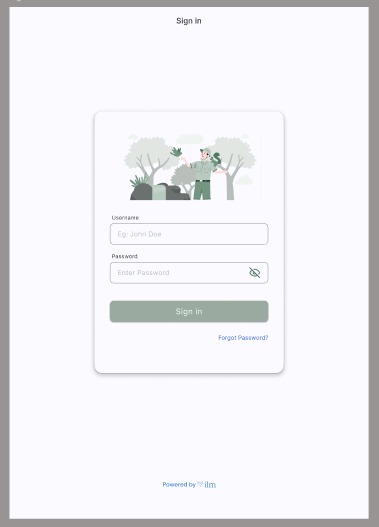 Sign in
Username
Eg: John Doe
Password
Enter Password
Sign in
Forgot Password?
Powered by ilm